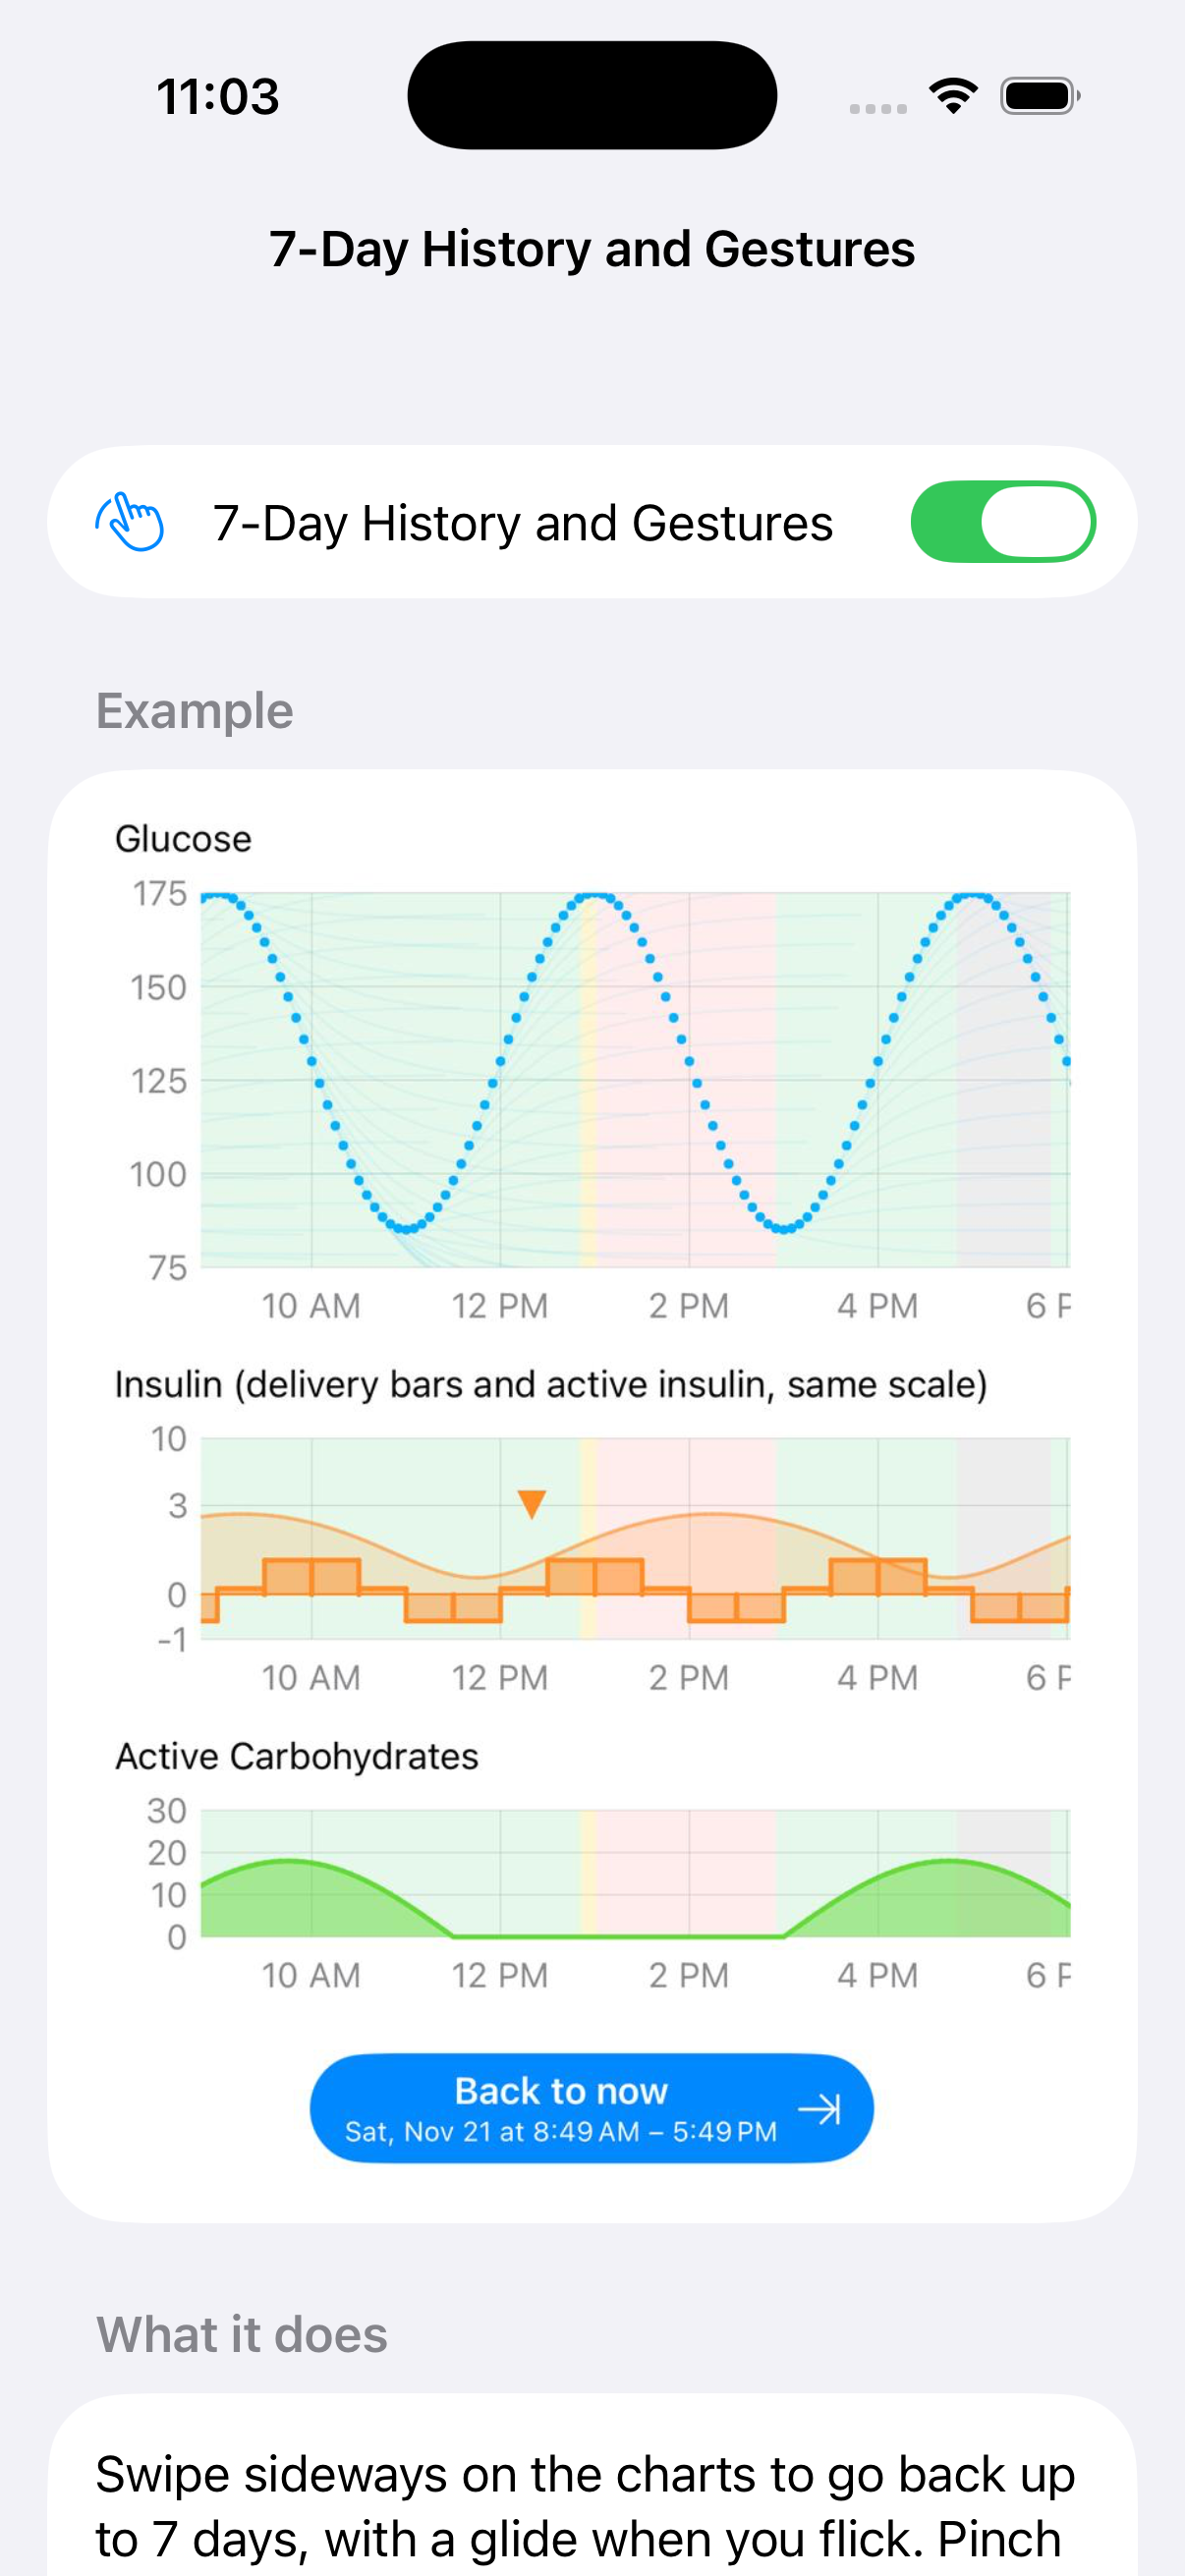 11:03
7-Day History and Gestures
7-Day History and Gestures
Example
Glucose
175
150
125
100
75
10 AM 12 PM 2 PM 4 PM 6 P
Insulin (delivery bars and active insulin, same scale)
10
3
0
-1
10 AM 12 PM 2 PM 4 PM 6 P
Active Carbohydrates
30
20
10
0
10 AM 12 PM 2 PM 4 PM 6 P
Back to now
Sat, Nov 21 at 8:49 AM – 5:49 PM
What it does
Swipe sideways on the charts to go back up
to 7 days, with a glide when you flick. Pinch